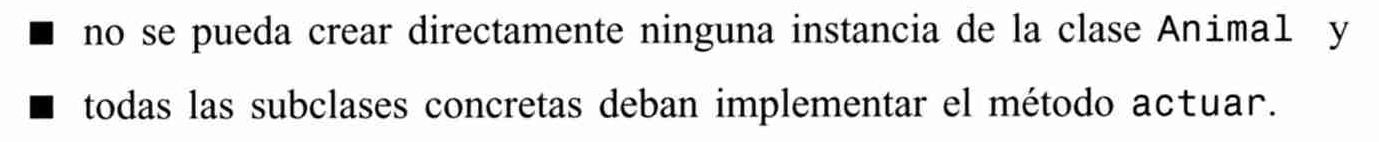 ■ no se pueda crear directamente ninguna instancia de la clase Animal y
■ todas las subclases concretas deban implementar el método actuar.